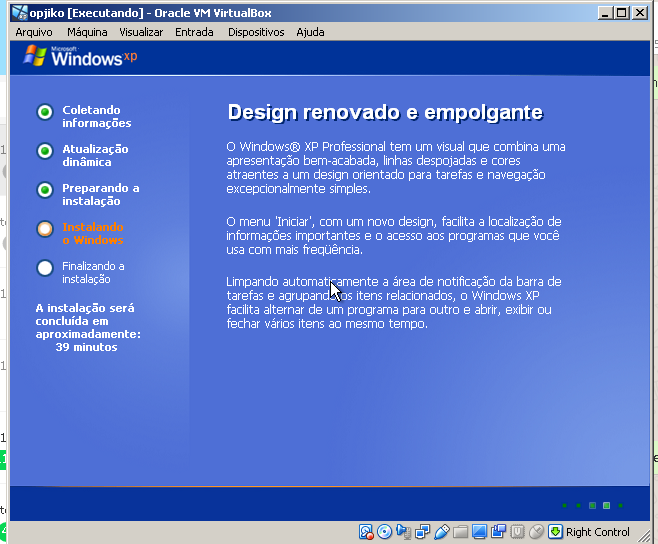 opjiko [Executando] - Oracle VM VirtualBox
Arquivo Máquina Visualizar Entrada Dispositivos Ajuda
Microsoft
Windows xp
Coletando
informações
Atualização
dinâmica
Preparando a
instalação
Instalando
o Windows
Finalizando a
instalação
A instalação será
concluída em
aproximadamente:
39 minutos
Design renovado e empolgante
O Windows® XP Professional tem um visual que combina uma
apresentação bem-acabada, linhas despojadas e cores
atraentes a um design orientado para tarefas e navegação
excepcionalmente simples.
O menu 'Iniciar', com um novo design, facilita a localização de
informações importantes e o acesso aos programas que você
usa com mais freqüência.
Limpando automaticamente a área de notificação da barra de
tarefas e agrupando os itens relacionados, o Windows XP
facilita alternar de um programa para outro e abrir, exibir ou
fechar vários itens ao mesmo tempo.
Right Control